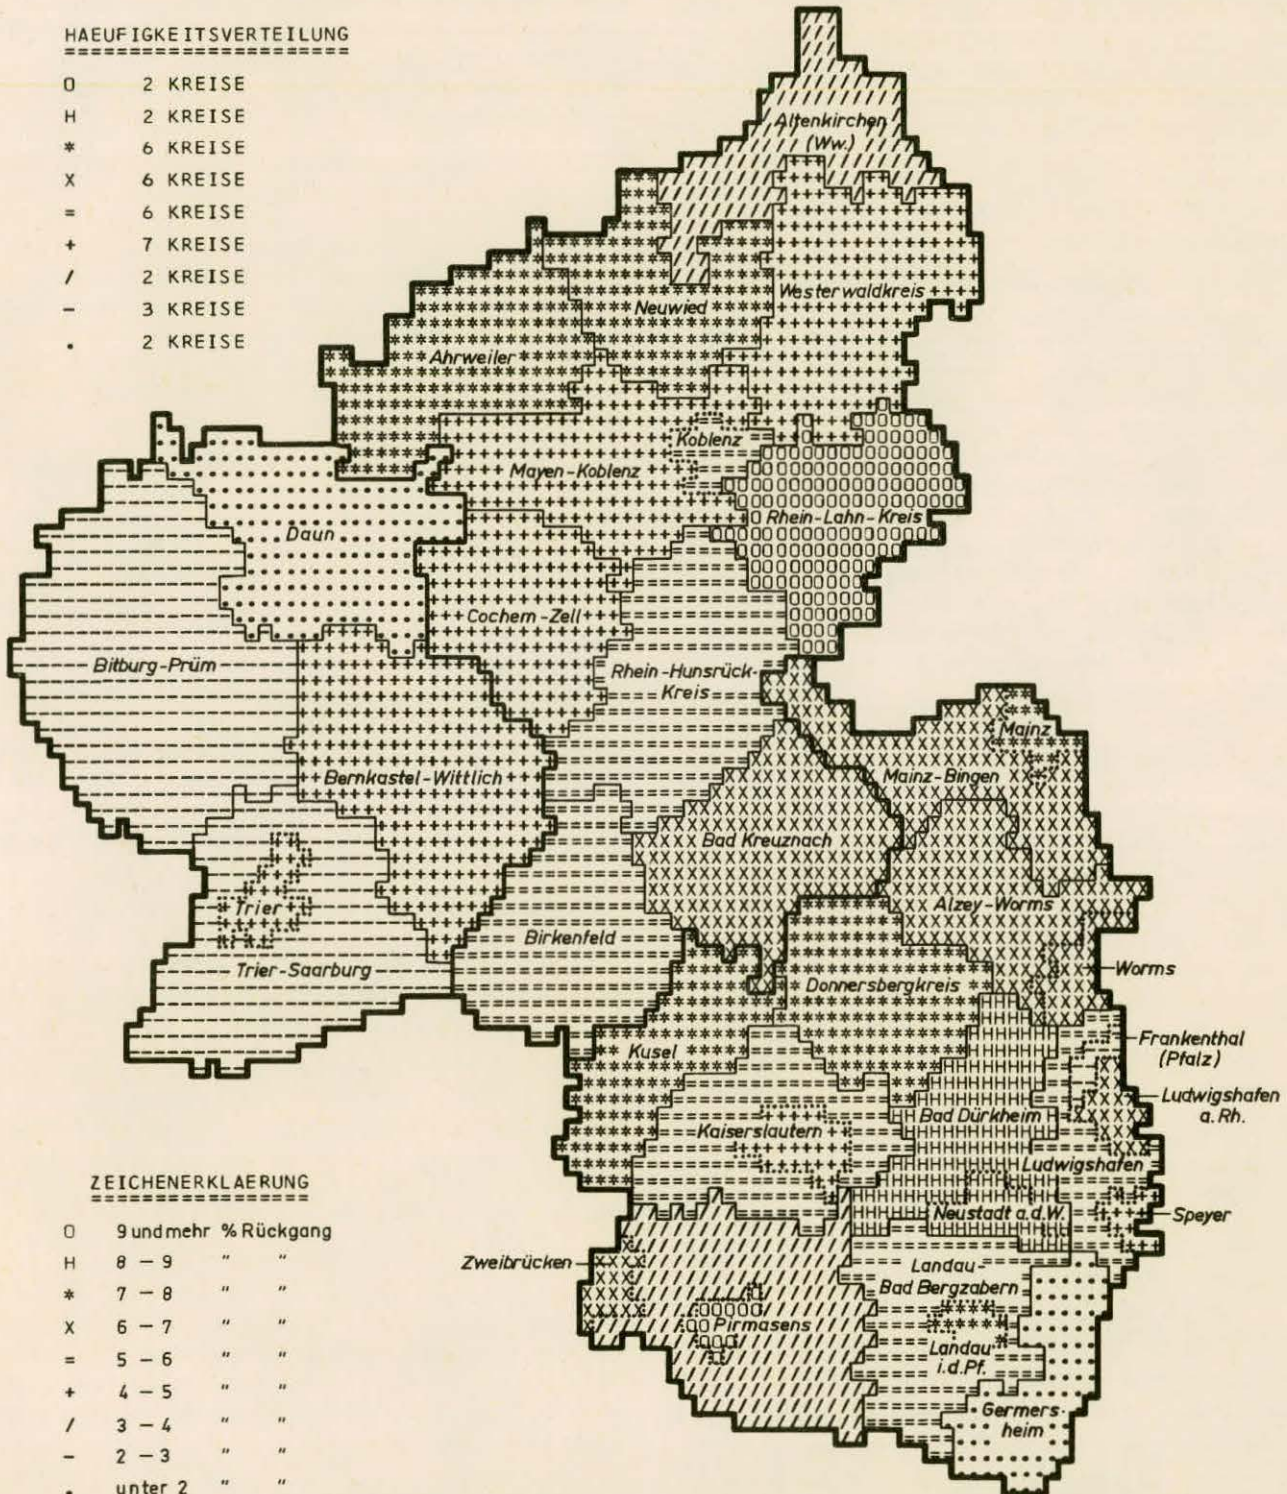 HAEUFIGKEITSVERTEILUNG
O 2 KREISE
H 2 KREISE
* 6 KREISE
X 6 KREISE
= 6 KREISE
+ 7 KREISE
/ 2 KREISE
- 3 KREISE
. 2 KREISE
Altenkirchen
(Ww.)
Westerwaldkreis
Neuwied
Ahrweiler
Koblenz
Mayen-Koblenz
Rhein-Lahn-Kreis
Daun
Cochem-Zell
Bitburg-Prüm
Rhein-Hunsrück-
Kreis
Mainz
Bernkastel-Wittlich
Mainz-Bingen
Bad Kreuznach
Alzey-Worms
Trier
Birkenfeld
Trier-Saarburg
Worms
Donnersbergkreis
Frankenthal
(Pfalz)
Kusel
Ludwigshafen
a. Rh.
Bad Dürkheim
Kaiserslautern
Ludwigshafen
Neustadt a.d.W.
Speyer
Zweibrücken
Landau-
Bad Bergzabern
Pirmasens
Landau
i.d.Pf.
Germers-
heim
ZEICHENERKLAERUNG
O 9 und mehr % Rückgang
H 8 – 9 " "
* 7 – 8 " "
X 6 – 7 " "
= 5 – 6 " "
+ 4 – 5 " "
/ 3 – 4 " "
- 2 – 3 " "
. unter 2 " "